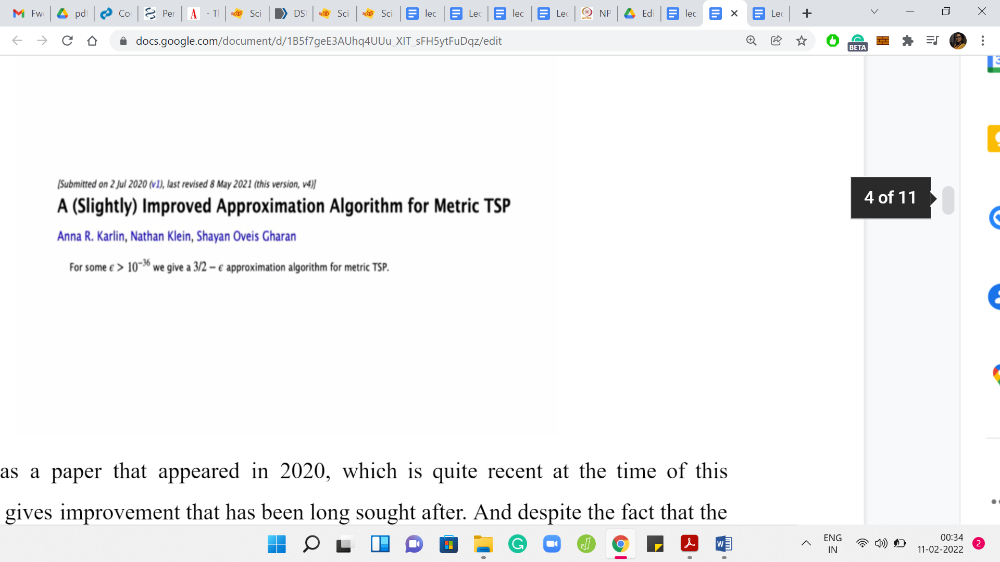 Fw
pd
Co
Per
- T
Sci
DS
Sci
Sci
lec
Lec
lec
Lec
NP
Edi
lec
Lec
docs.google.com/document/d/1B5f7geE3AUhq4UUu_XIT_sFH5ytFuDqz/edit
BETA
[Submitted on 2 Jul 2020 (v1), last revised 8 May 2021 (this version, v4)]
A (Slightly) Improved Approximation Algorithm for Metric TSP
Anna R. Karlin, Nathan Klein, Shayan Oveis Gharan
For some ϵ > 10⁻³⁶ we give a 3/2 − ϵ approximation algorithm for metric TSP.
4 of 11
as a paper that appeared in 2020, which is quite recent at the time of this
gives improvement that has been long sought after. And despite the fact that the
ENG
IN
00:34
11-02-2022
2